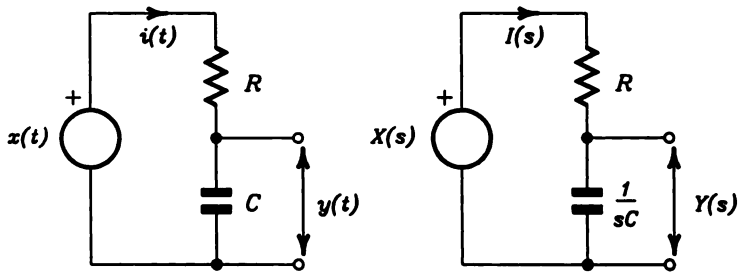 i(t)
+
R
x(t)
C
y(t)
I(s)
+
R
X(s)
1
sC
Y(s)